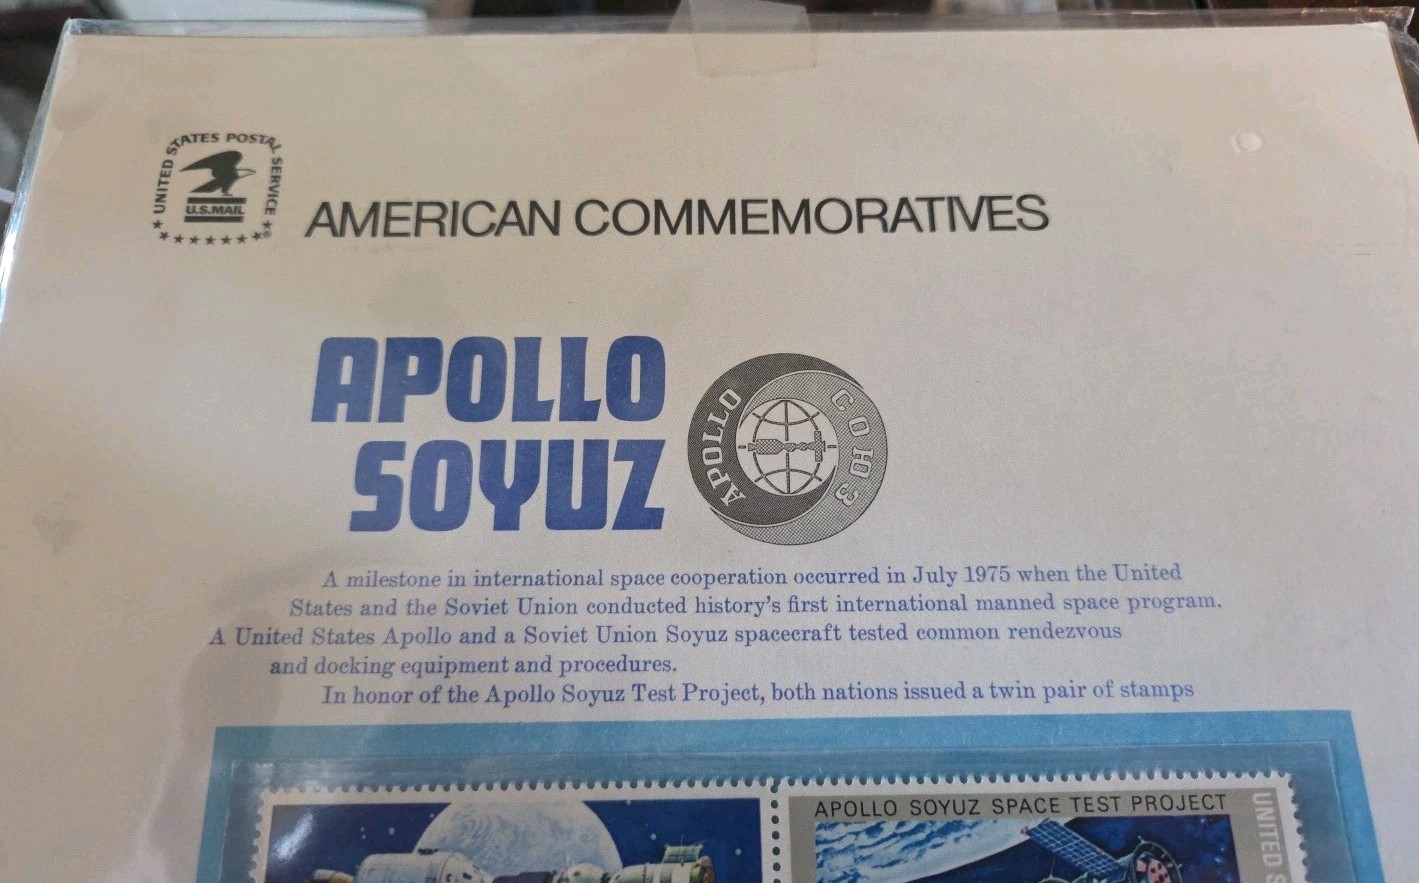 UNITED STATES POSTAL SERVICE
U.S.MAIL
AMERICAN COMMEMORATIVES
APOLLO
SOYUZ
APOLLO
СОЮЗ
A milestone in international space cooperation occurred in July 1975 when the United
States and the Soviet Union conducted history's first international manned space program.
A United States Apollo and a Soviet Union Soyuz spacecraft tested common rendezvous
and docking equipment and procedures.
In honor of the Apollo Soyuz Test Project, both nations issued a twin pair of stamps
APOLLO SOYUZ SPACE TEST PROJECT
UNITED